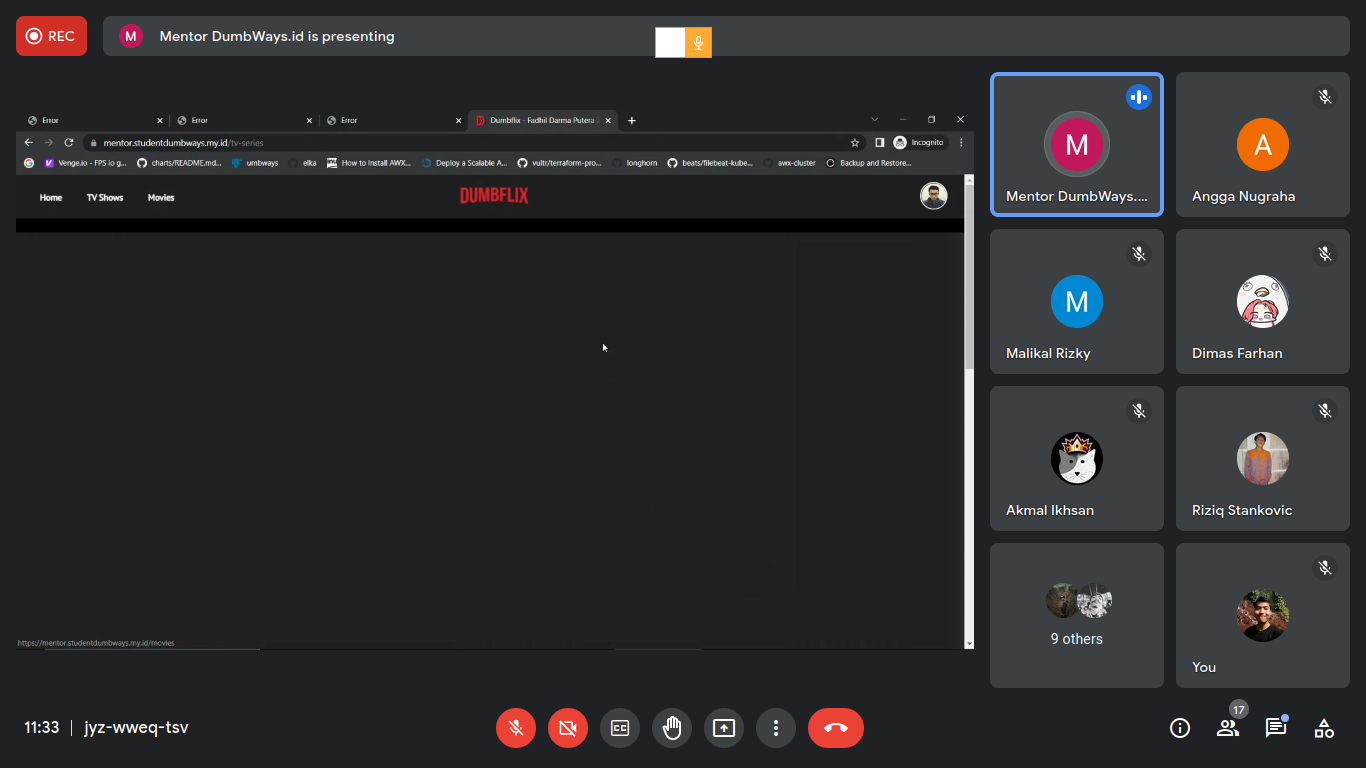 REC
M
Mentor DumbWays.id is presenting
Error
Error
Error
Dumbflix - Fadhil Darma Putera
mentor.studentdumbways.my.id/tv-series
Incognito
Venge.io - FPS io g...
charts/README.md...
umbways
elka
How to Install AWX...
Deploy a Scalable A...
vultr/terraform-pro...
longhorn
beats/filebeat-kube...
awx-cluster
Backup and Restore...
Home
TV Shows
Movies
DUMBFLIX
https://mentor.studentdumbways.my.id/movies
M
Mentor DumbWays....
A
Angga Nugraha
M
Malikal Rizky
Dimas Farhan
Akmal Ikhsan
Riziq Stankovic
9 others
You
11:33
jyz-wweq-tsv
17